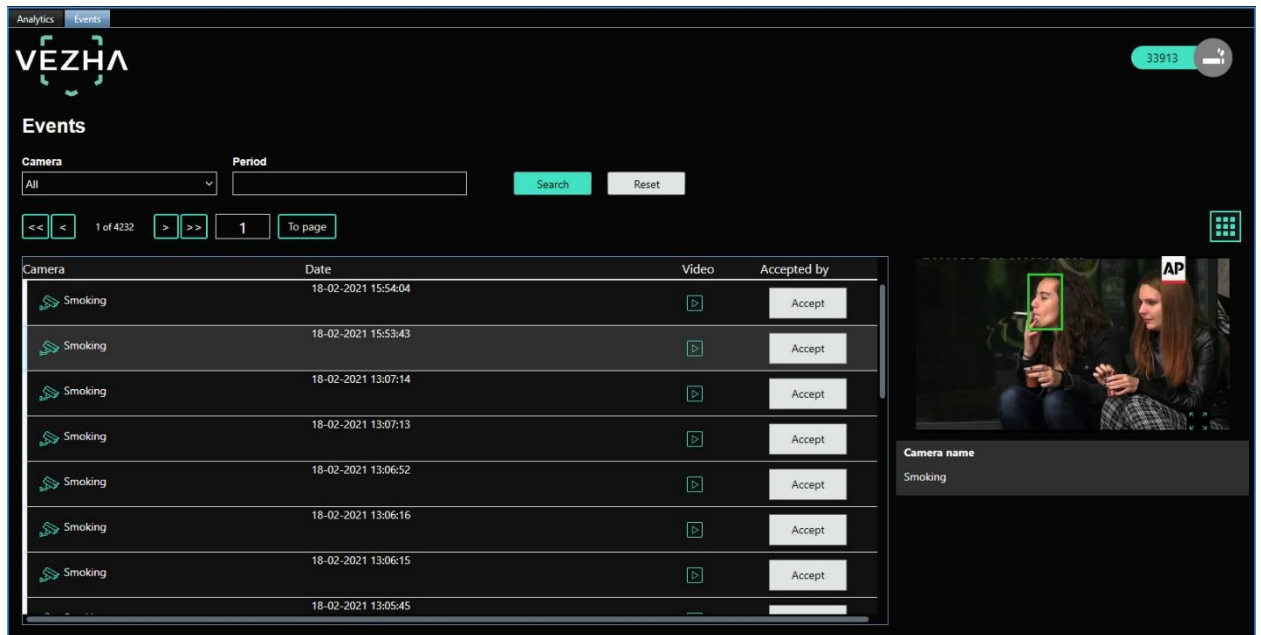 Analytics Events
VEZHA
33913
Events
Camera Period
All Search Reset
<< < 1 of 4232 > >> 1 To page
Camera Date Video Accepted by
Smoking 18-02-2021 15:54:04 Accept
Smoking 18-02-2021 15:53:43 Accept
Smoking 18-02-2021 13:07:14 Accept
Smoking 18-02-2021 13:07:13 Accept
Smoking 18-02-2021 13:06:52 Accept
Smoking 18-02-2021 13:06:16 Accept
Smoking 18-02-2021 13:06:15 Accept
18-02-2021 13:05:45
AP
Camera name
Smoking